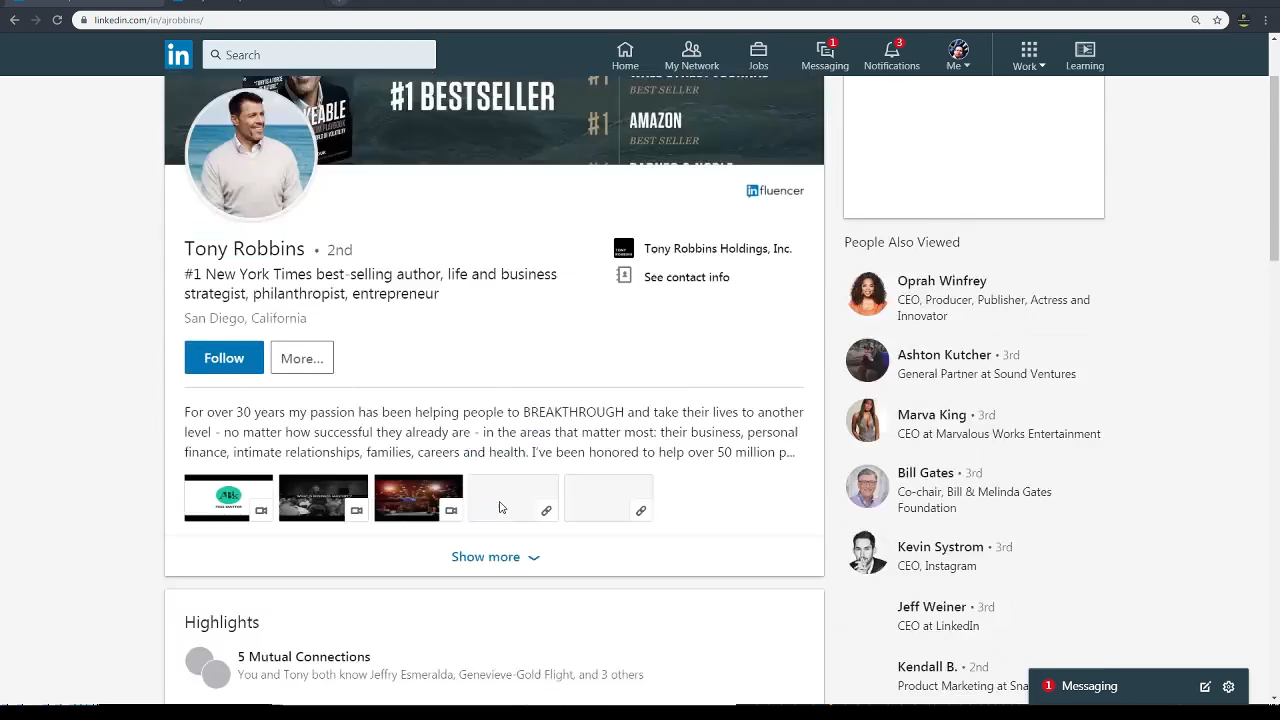 linkedin.com/in/ajrobbins/
in
Search
Home
My Network
Jobs
1
Messaging
3
Notifications
Me
Work
Learning
#1 BESTSELLER
#1
BEST SELLER
#1
AMAZON
BEST SELLER
influencer
Tony Robbins • 2nd
#1 New York Times best-selling author, life and business
strategist, philanthropist, entrepreneur
San Diego, California
Tony Robbins Holdings, Inc.
See contact info
Follow
More...
For over 30 years my passion has been helping people to BREAKTHROUGH and take their lives to another
level - no matter how successful they already are - in the areas that matter most: their business, personal
finance, intimate relationships, families, careers and health. I've been honored to help over 50 million p...
Show more
Highlights
5 Mutual Connections
You and Tony both know Jeffry Esmeralda, Genevieve-Gold Flight, and 3 others
People Also Viewed
Oprah Winfrey
CEO, Producer, Publisher, Actress and
Innovator
Ashton Kutcher • 3rd
General Partner at Sound Ventures
Marva King • 3rd
CEO at Marvalous Works Entertainment
Bill Gates • 3rd
Co-chair, Bill & Melinda Gates
Foundation
Kevin Systrom • 3rd
CEO, Instagram
Jeff Weiner • 3rd
CEO at LinkedIn
Kendall B. • 2nd
Product Marketing at Sna
1 Messaging